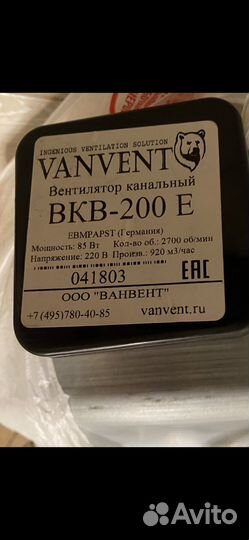 INGENIOUS VENTILATION SOLUTION
VANVENT
Вентилятор канальный
ВКВ-200 Е
EBMPAPST (Германия)
Мощность: 85 Вт Кол-во об.: 2700 об/мин
Напряжение: 220 В Произв.: 920 м3/час
041803
EAC
ООО "ВАНВЕНТ"
+7(495)780-40-85 vanvent.ru
Avito